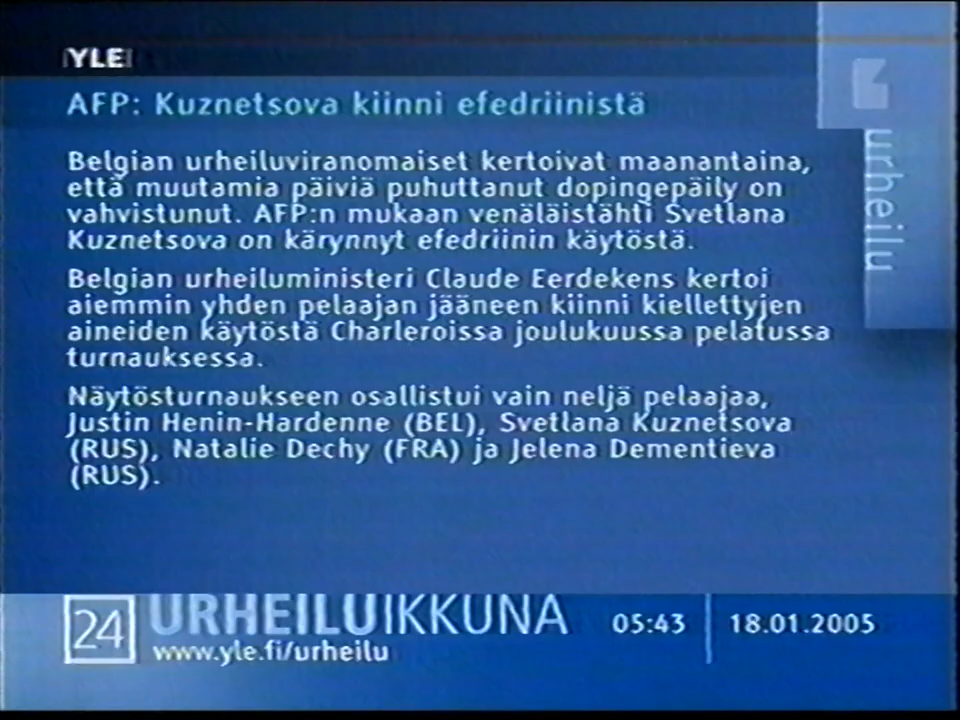 YLE
AFP: Kuznetsova kiinni efedriinistä
urheilu
Belgian urheiluviranomaiset kertoivat maanantaina,
että muutamia päiviä puhuttanut dopingepäily on
vahvistunut. AFP:n mukaan venäläistähti Svetlana
Kuznetsova on kärynnyt efedriinin käytöstä.
Belgian urheiluministeri Claude Eerdekens kertoi
aiemmin yhden pelaajan jääneen kiinni kiellettyjen
aineiden käytöstä Charleroissa joulukuussa pelatussa
turnauksessa.
Näytösturnaukseen osallistui vain neljä pelaajaa,
Justin Henin-Hardenne (BEL), Svetlana Kuznetsova
(RUS), Natalie Dechy (FRA) ja Jelena Dementieva
(RUS).
24 URHEILUIKKUNA 05:43 18.01.2005
www.yle.fi/urheilu